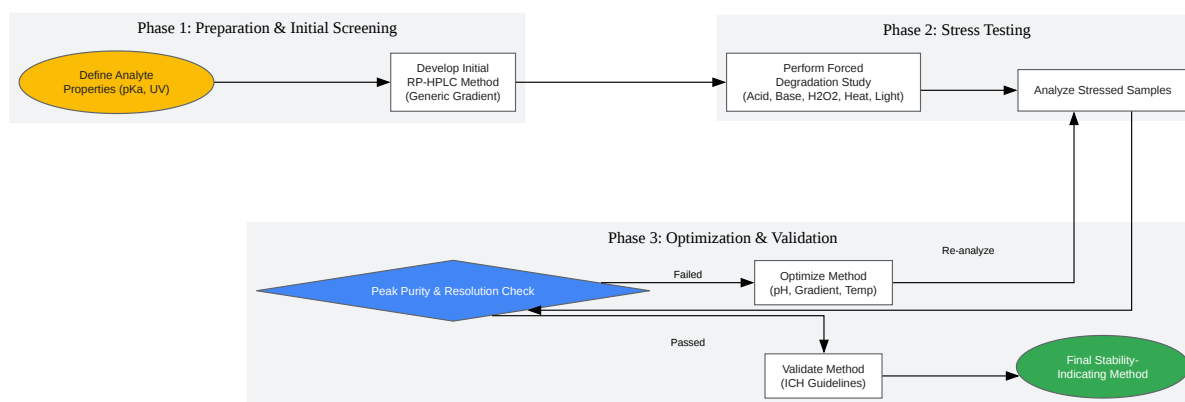 Phase 1: Preparation & Initial Screening
Define Analyte
Properties (pKa, UV)
Develop Initial
RP-HPLC Method
(Generic Gradient)
Phase 2: Stress Testing
Perform Forced
Degradation Study
(Acid, Base, H2O2, Heat, Light)
Analyze Stressed Samples
Phase 3: Optimization & Validation
Re-analyze
Peak Purity & Resolution Check
Failed
Optimize Method
(pH, Gradient, Temp)
Passed
Validate Method
(ICH Guidelines)
Final Stability-
Indicating Method